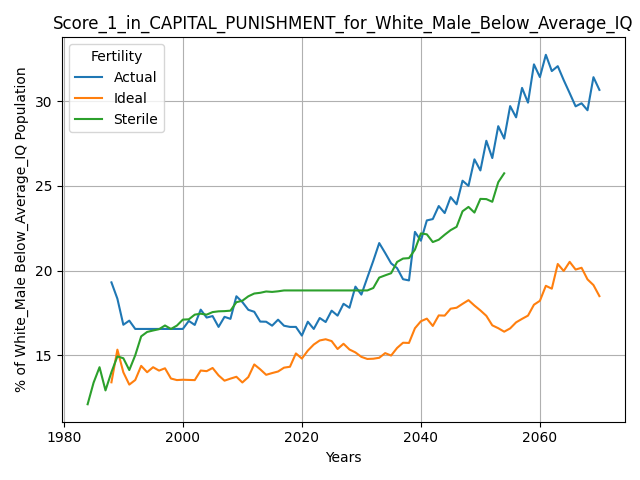 Score_1_in_CAPITAL_PUNISHMENT_for_White_Male_Below_Average_IQ
Fertility
Actual
Ideal
Sterile
% of White_Male Below_Average_IQ Population
30
25
20
15
1980
2000
2020
2040
2060
Years